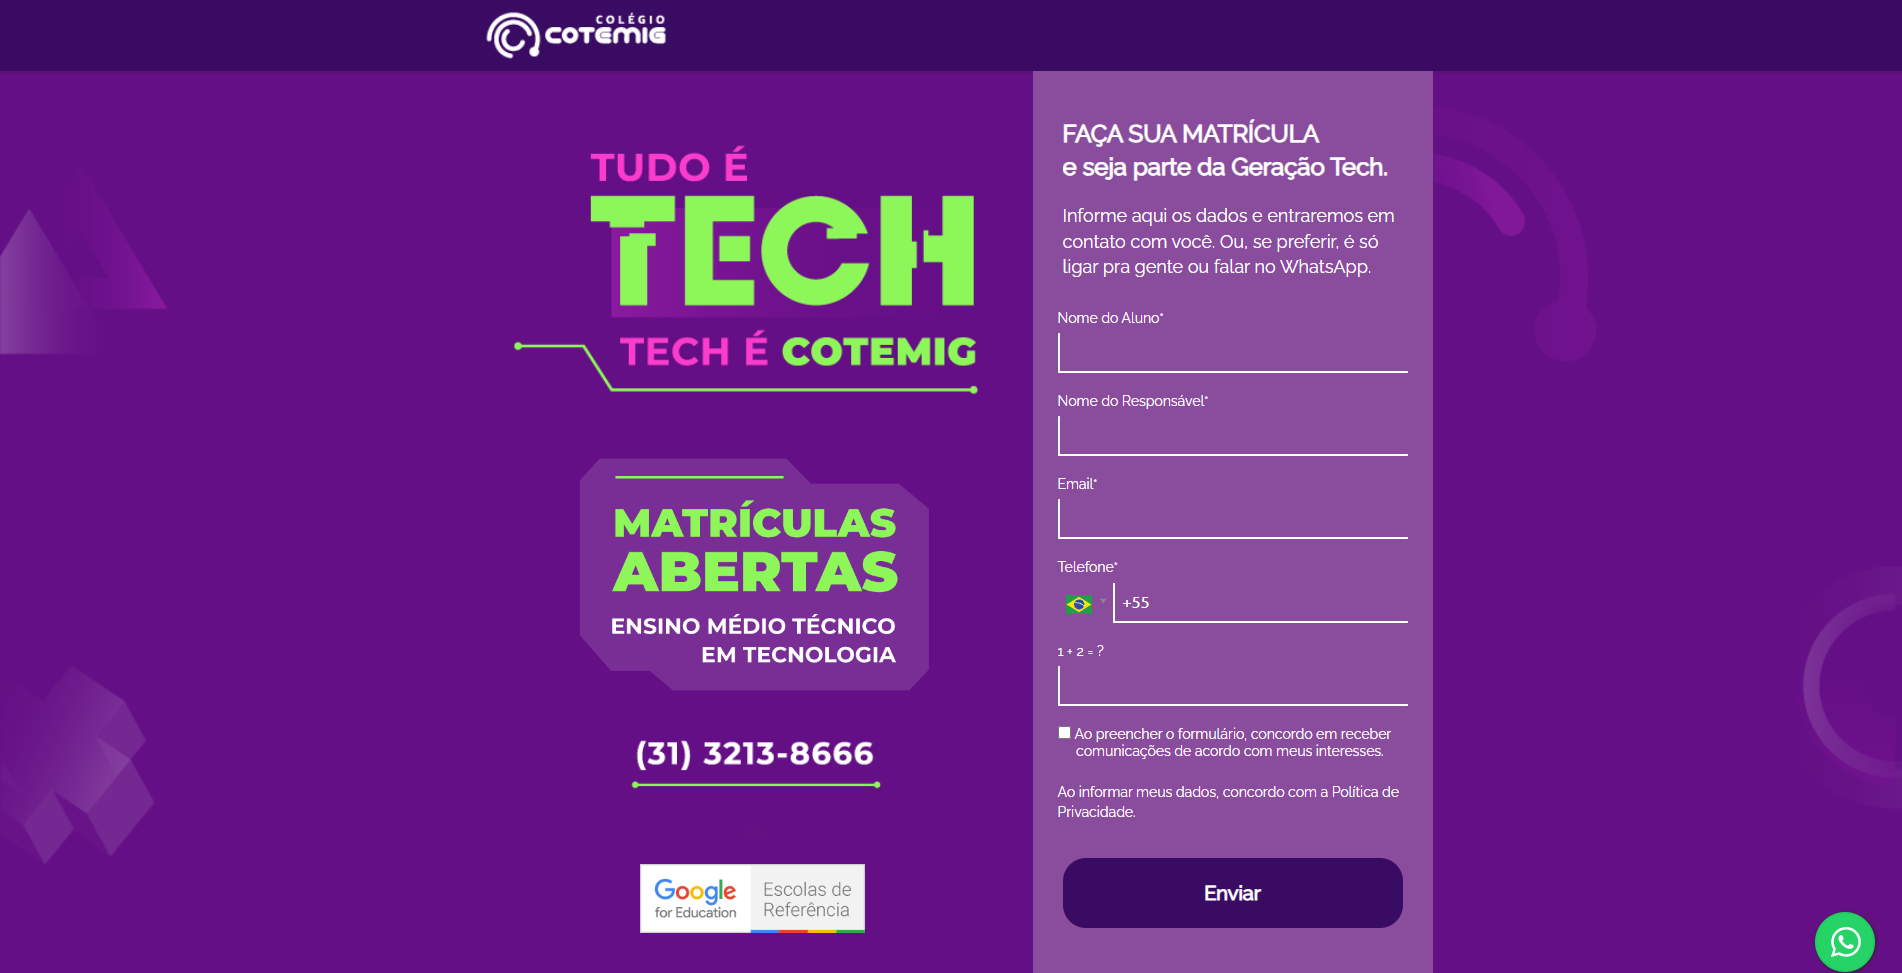 COLÉGIO
COTEMIG
TUDO É
TECH
TECH É COTEMIG
MATRÍCULAS
ABERTAS
ENSINO MÉDIO TÉCNICO
EM TECNOLOGIA
(31) 3213-8666
Google
for Education
Escolas de
Referência
FAÇA SUA MATRÍCULA
e seja parte da Geração Tech.
Informe aqui os dados e entraremos em
contato com você. Ou, se preferir, é só
ligar pra gente ou falar no WhatsApp.
Nome do Aluno*
Nome do Responsável*
Email*
Telefone*
+55
1 + 2 = ?
Ao preencher o formulário, concordo em receber
comunicações de acordo com meus interesses.
Ao informar meus dados, concordo com a Política de
Privacidade.
Enviar